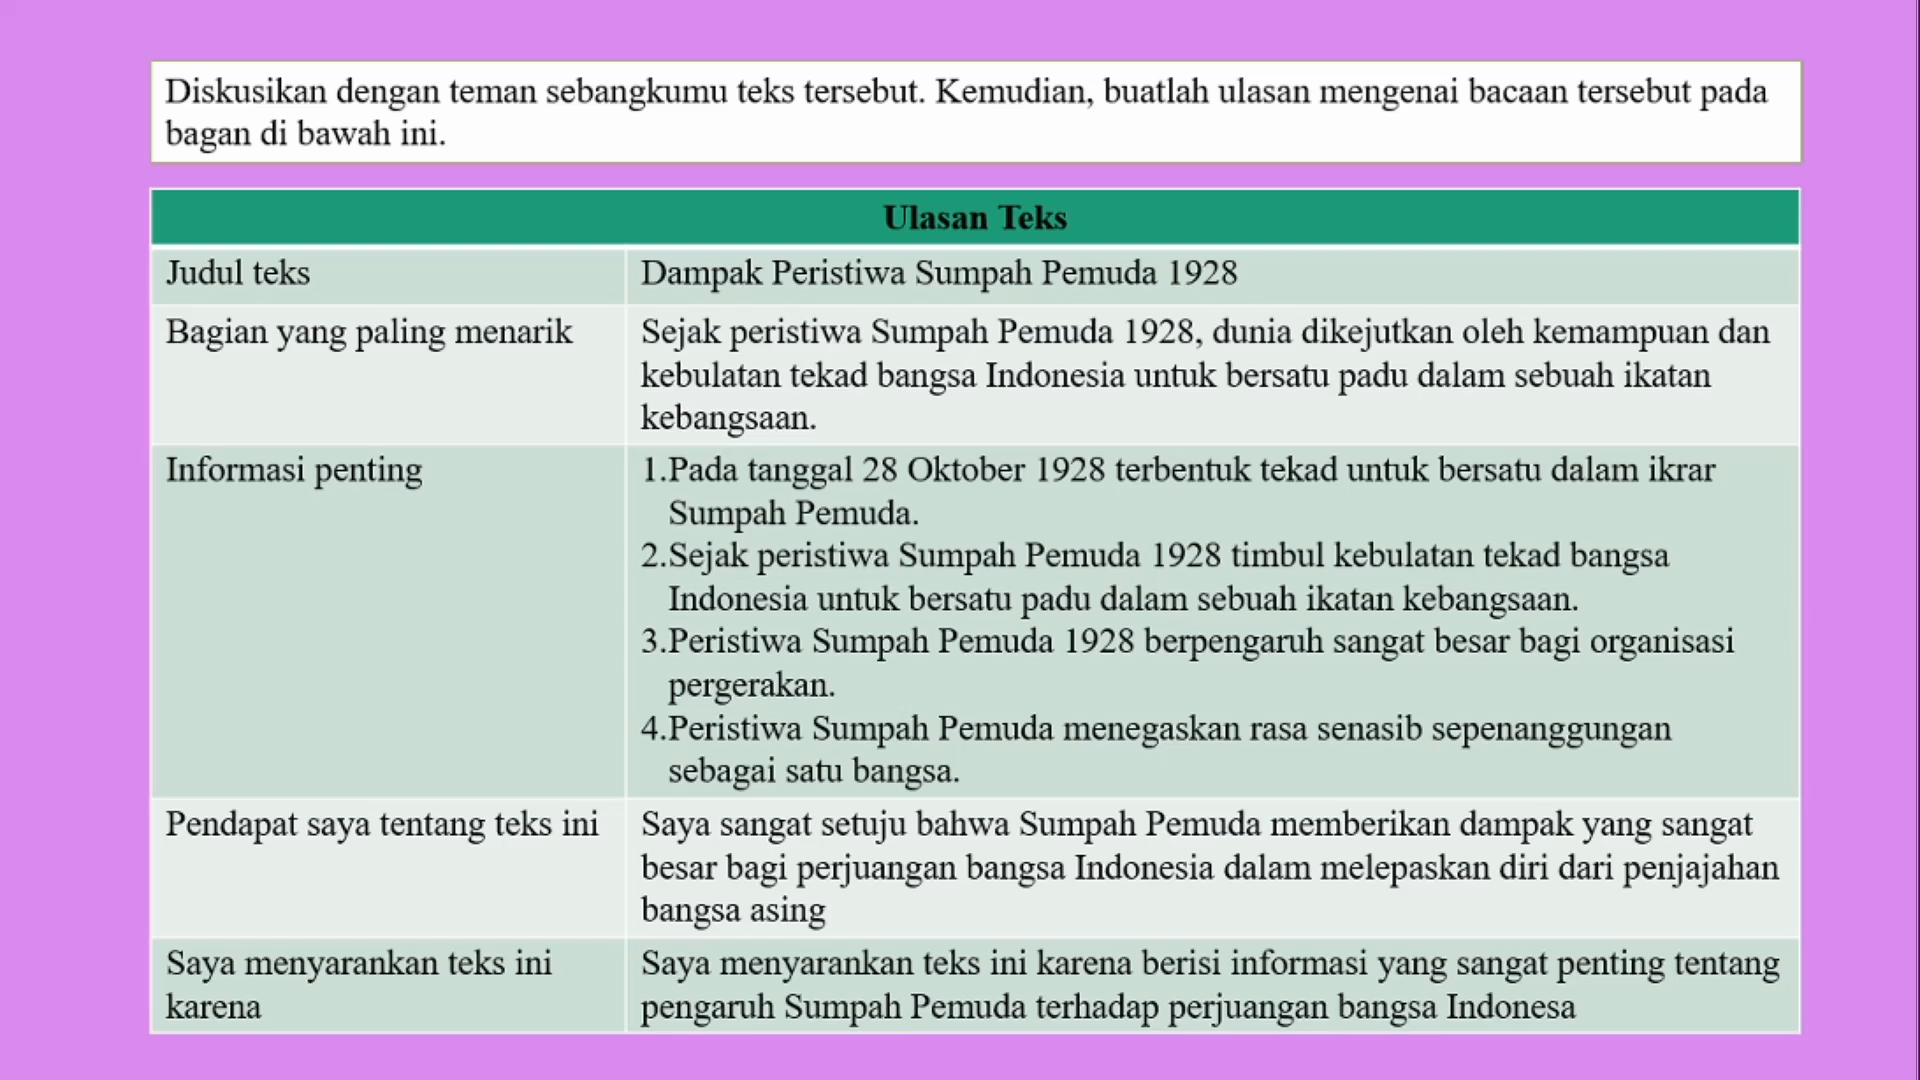 Diskusikan dengan teman sebangkumu teks tersebut. Kemudian, buatlah ulasan mengenai bacaan tersebut pada
bagan di bawah ini.
Ulasan Teks
Judul teks
Dampak Peristiwa Sumpah Pemuda 1928
Bagian yang paling menarik
Sejak peristiwa Sumpah Pemuda 1928, dunia dikejutkan oleh kemampuan dan
kebulatan tekad bangsa Indonesia untuk bersatu padu dalam sebuah ikatan
kebangsaan.
Informasi penting
1.Pada tanggal 28 Oktober 1928 terbentuk tekad untuk bersatu dalam ikrar
Sumpah Pemuda.
2.Sejak peristiwa Sumpah Pemuda 1928 timbul kebulatan tekad bangsa
Indonesia untuk bersatu padu dalam sebuah ikatan kebangsaan.
3.Peristiwa Sumpah Pemuda 1928 berpengaruh sangat besar bagi organisasi
pergerakan.
4.Peristiwa Sumpah Pemuda menegaskan rasa senasib sepenanggungan
sebagai satu bangsa.
Pendapat saya tentang teks ini
Saya sangat setuju bahwa Sumpah Pemuda memberikan dampak yang sangat
besar bagi perjuangan bangsa Indonesia dalam melepaskan diri dari penjajahan
bangsa asing
Saya menyarankan teks ini
karena
Saya menyarankan teks ini karena berisi informasi yang sangat penting tentang
pengaruh Sumpah Pemuda terhadap perjuangan bangsa Indonesa